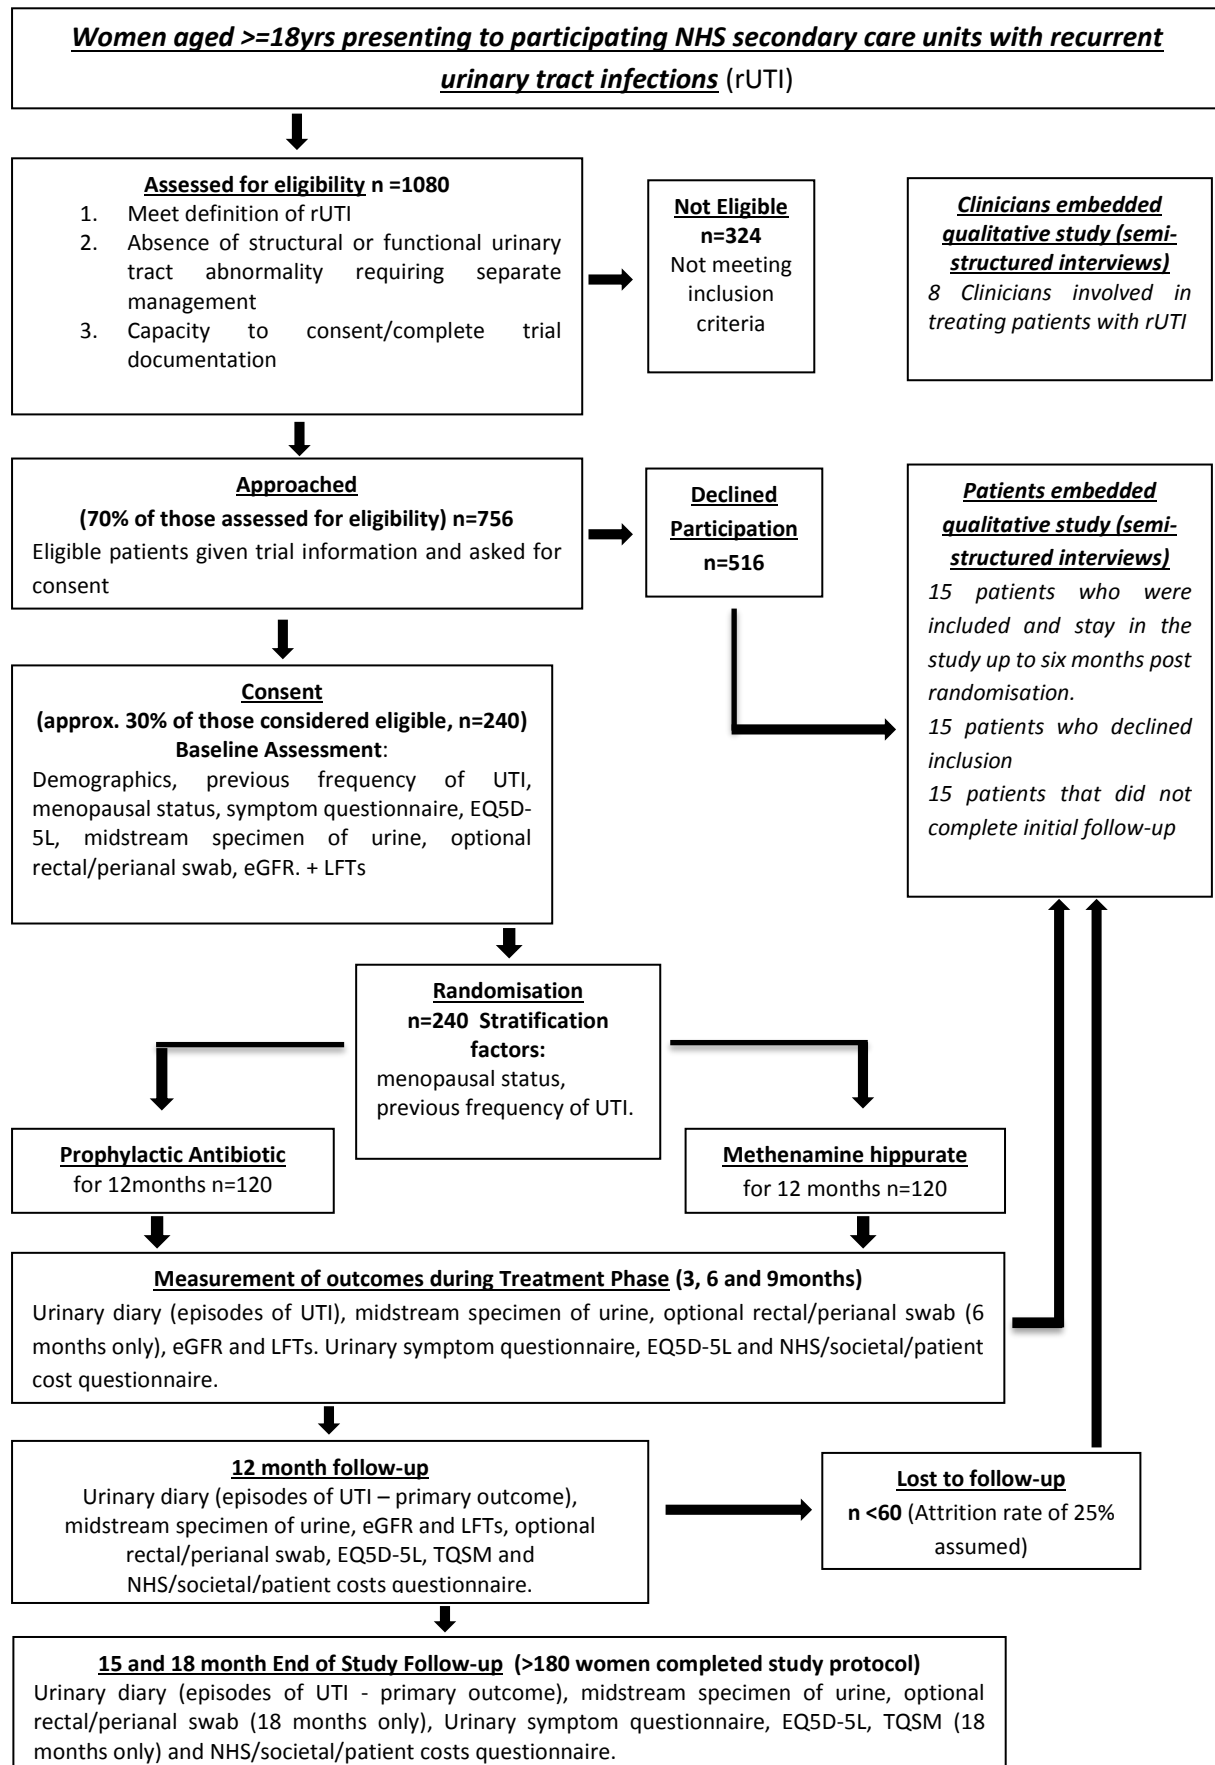 Women aged >=18yrs presenting to participating NHS secondary care units with recurrent
urinary tract infections (rUTI)
Assessed for eligibility n =1080
1. Meet definition of rUTI
2. Absence of structural or functional urinary
tract abnormality requiring separate
management
3. Capacity to consent/complete trial
documentation
Not Eligible
n=324
Not meeting
inclusion
criteria
Clinicians embedded
qualitative study (semi-
structured interviews)
8 Clinicians involved in
treating patients with rUTI
Approached
(70% of those assessed for eligibility) n=756
Eligible patients given trial information and asked for
consent
Declined
Participation
n=516
Patients embedded
qualitative study (semi-
structured interviews)
15 patients who were
included and stay in the
study up to six months post
randomisation.
15 patients who declined
inclusion
15 patients that did not
complete initial follow-up
Consent
(approx. 30% of those considered eligible, n=240)
Baseline Assessment:
Demographics, previous frequency of UTI,
menopausal status, symptom questionnaire, EQ5D-
5L, midstream specimen of urine, optional
rectal/perianal swab, eGFR. + LFTs
Randomisation
n=240 Stratification
factors:
menopausal status,
previous frequency of UTI.
Prophylactic Antibiotic
for 12months n=120
Methenamine hippurate
for 12 months n=120
Measurement of outcomes during Treatment Phase (3, 6 and 9months)
Urinary diary (episodes of UTI), midstream specimen of urine, optional rectal/perianal swab (6
months only), eGFR and LFTs. Urinary symptom questionnaire, EQ5D-5L and NHS/societal/patient
cost questionnaire.
12 month follow-up
Urinary diary (episodes of UTI – primary outcome),
midstream specimen of urine, eGFR and LFTs, optional
rectal/perianal swab, EQ5D-5L, TQSM and
NHS/societal/patient costs questionnaire.
Lost to follow-up
n <60 (Attrition rate of 25%
assumed)
15 and 18 month End of Study Follow-up (>180 women completed study protocol)
Urinary diary (episodes of UTI - primary outcome), midstream specimen of urine, optional
rectal/perianal swab (18 months only), Urinary symptom questionnaire, EQ5D-5L, TQSM (18
months only) and NHS/societal/patient costs questionnaire.